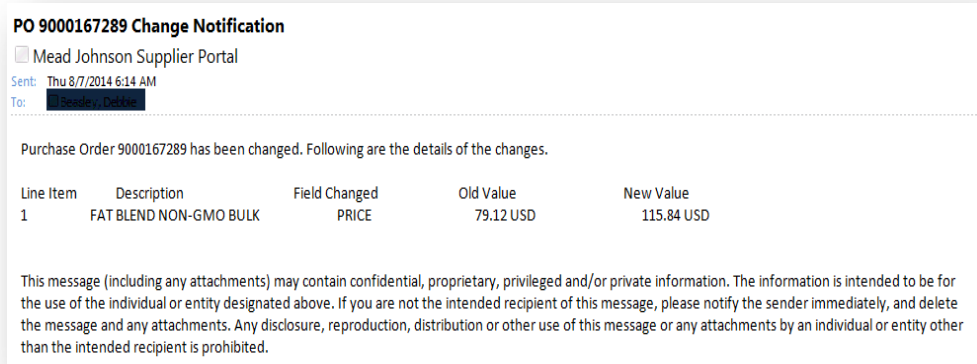 PO 9000167289 Change Notification
Mead Johnson Supplier Portal
Sent: Thu 8/7/2014 6:14 AM
To:
Purchase Order 9000167289 has been changed. Following are the details of the changes.
Line Item Description Field Changed Old Value New Value
1 FAT BLEND NON-GMO BULK PRICE 79.12 USD 115.84 USD
This message (including any attachments) may contain confidential, proprietary, privileged and/or private information. The information is intended to be for
the use of the individual or entity designated above. If you are not the intended recipient of this message, please notify the sender immediately, and delete
the message and any attachments. Any disclosure, reproduction, distribution or other use of this message or any attachments by an individual or entity other
than the intended recipient is prohibited.